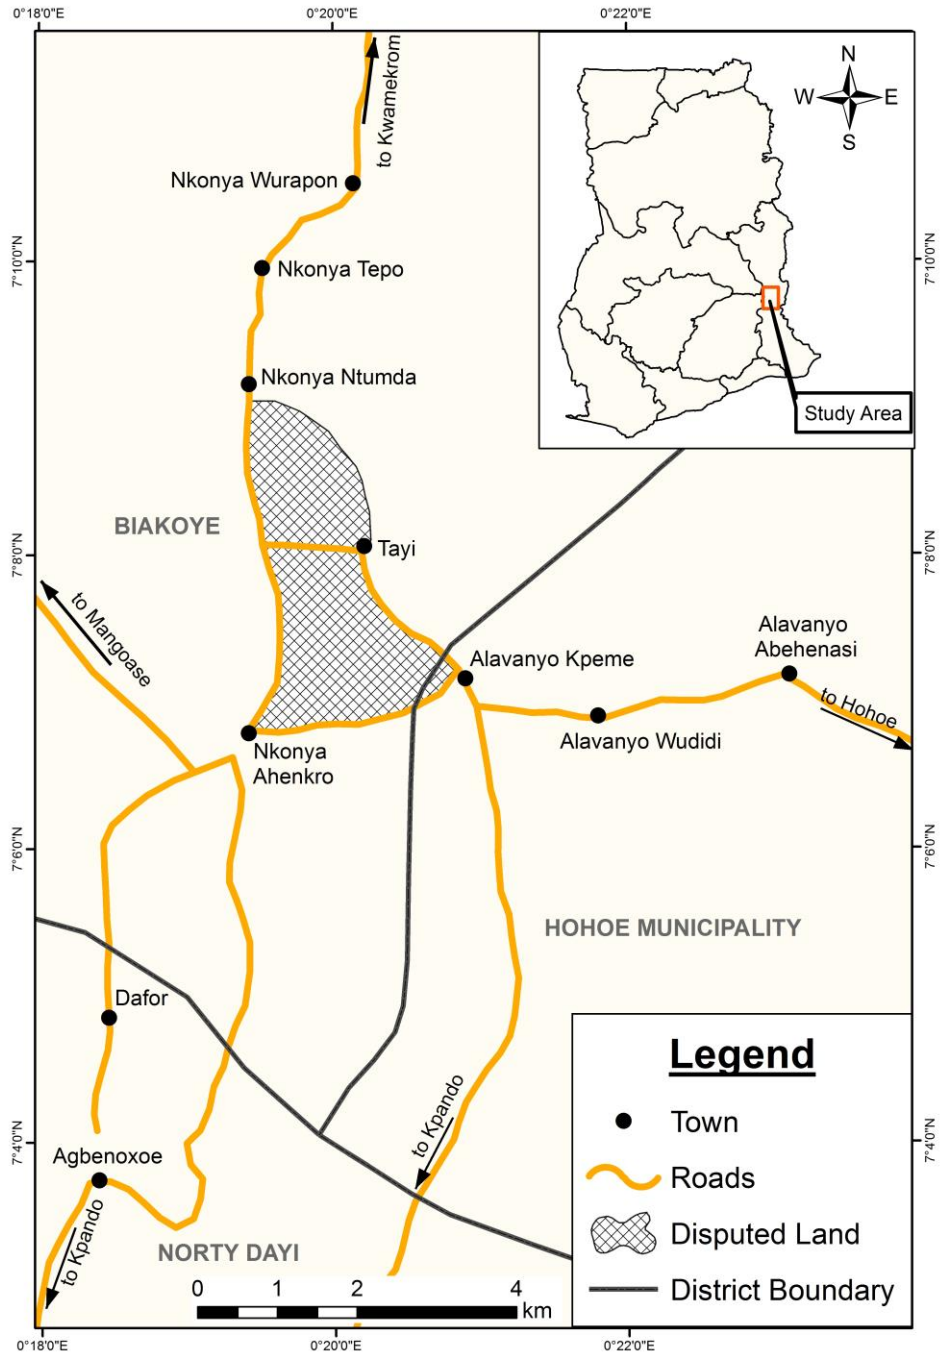 0°18'0"E
0°20'0"E
0°22'0"E
to Kwamekrom
N
W
E
S
Nkonya Wurapon
7°10'0"N
7°10'0"N
Nkonya Tepo
Nkonya Ntumda
Study Area
BIAKOYE
Tayi
7°8'0"N
7°8'0"N
to Mangoase
Alavanyo
Abehenasi
Alavanyo Kpeme
to Hohoe
Alavanyo Wudidi
Nkonya
Ahenkro
7°6'0"N
7°6'0"N
HOHOE MUNICIPALITY
Dafor
Legend
Town
Roads
Disputed Land
District Boundary
to Kpando
7°4'0"N
7°4'0"N
Agbenoxoe
to Kpando
NORTY DAYI
0 1 2 4
km
0°18'0"E
0°20'0"E
0°22'0"E